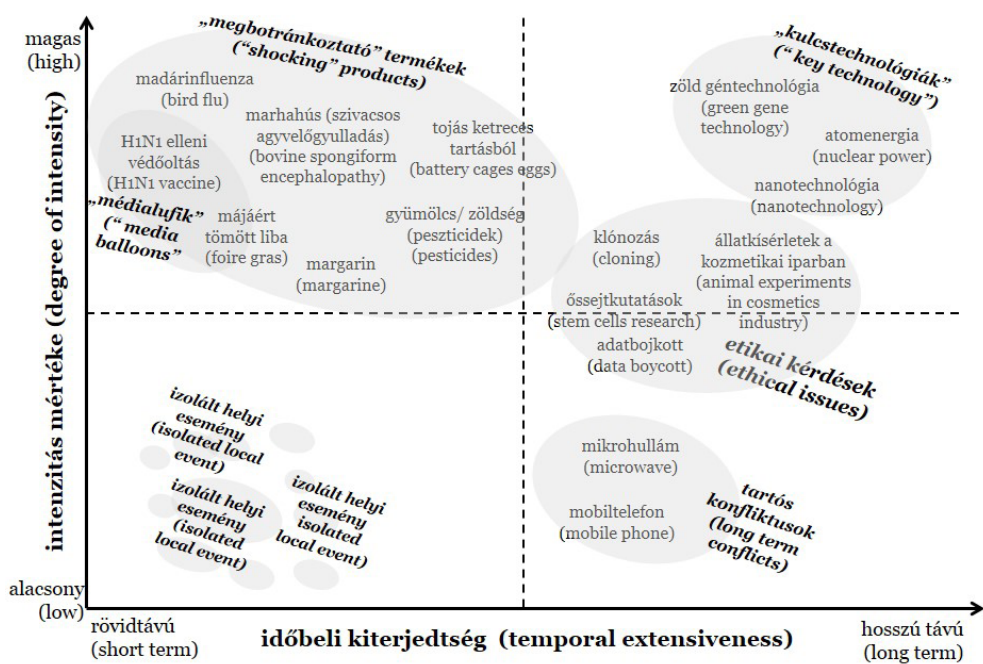 magas
(high)
intenzitás mértéke (degree of intensity)
alacsony
(low)
„megbotránkoztató” termékek
(“shocking” products)
madárinfluenza
(bird flu)
H1N1 elleni
védőoltás
(H1N1 vaccine)
marhahús (szivacsos
agyvelőgyulladás)
(bovine spongiform
encephalopathy)
tojás ketreces
tartásból
(battery cages eggs)
„médialufik”
(“ media
balloons”
májáért
tömött liba
(foire gras)
margarin
(margarine)
gyümölcs/ zöldség
(peszticidek)
(pesticides)
„kulcstechnológiák”
(“ key technology”)
zöld géntechnológia
(green gene
technology)
atomenergia
(nuclear power)
nanotechnológia
(nanotechnology)
klónozás
(cloning)
állatkísérletek a
kozmetikai iparban
(animal experiments
in cosmetics
industry)
őssejtkutatások
(stem cells research)
adatbojkott
(data boycott)
etikai kérdések
(ethical issues)
izolált helyi
esemény
(isolated local
event)
izolált helyi
esemény
(isolated
local event)
izolált helyi
esemény
isolated
local event)
mikrohullám
(microwave)
mobiltelefon
(mobile phone)
tartós
konfliktusok
(long term
conflicts)
rövidtávú
(short term)
időbeli kiterjedtség (temporal extensiveness)
hosszú távú
(long term)